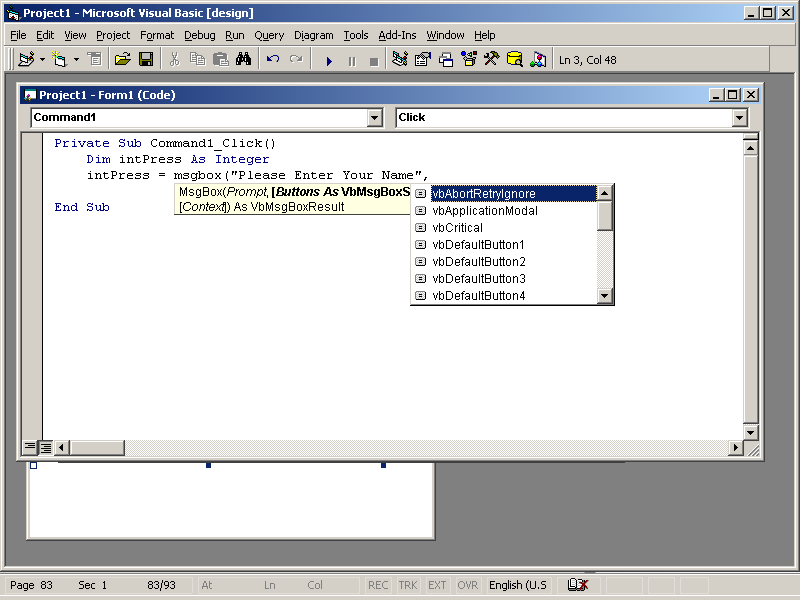 Project1 - Microsoft Visual Basic [design]
File Edit View Project Format Debug Run Query Diagram Tools Add-Ins Window Help
Ln 3, Col 48
Project1 - Form1 (Code)
Command1 Click
Private Sub Command1_Click()
Dim intPress As Integer
intPress = msgbox("Please Enter Your Name",
MsgBox(Prompt, [Buttons As VbMsgBoxS
[Context]) As VbMsgBoxResult
End Sub
vbAbortRetryIgnore
vbApplicationModal
vbCritical
vbDefaultButton1
vbDefaultButton2
vbDefaultButton3
vbDefaultButton4
Page 83 Sec 1 83/93 At Ln Col REC TRK EXT OVR English (U.S